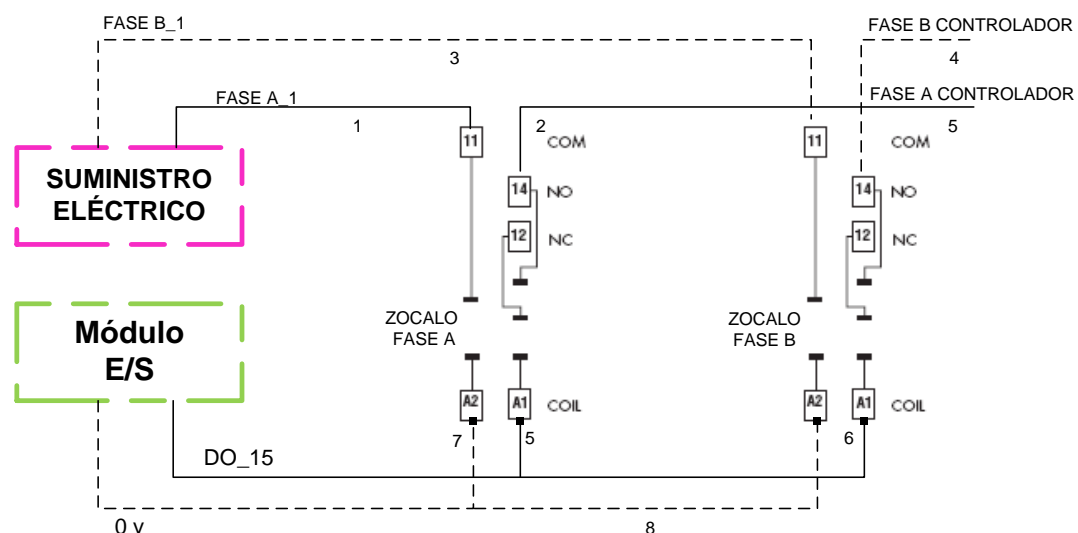 FASE B_1
FASE B CONTROLADOR
3
4
FASE A_1
FASE A CONTROLADOR
1
2
5
11
COM
11
COM
SUMINISTRO
ELÉCTRICO
14
NO
14
NO
12
NC
12
NC
Módulo
E/S
ZOCALO
FASE A
ZOCALO
FASE B
A2
A1
COIL
A2
A1
COIL
7
5
6
DO_15
0 v
8